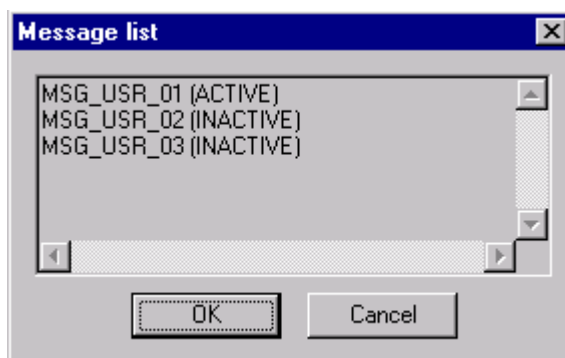 Message list
MSG_USR_01 (ACTIVE)
MSG_USR_02 (INACTIVE)
MSG_USR_03 (INACTIVE)
OK
Cancel